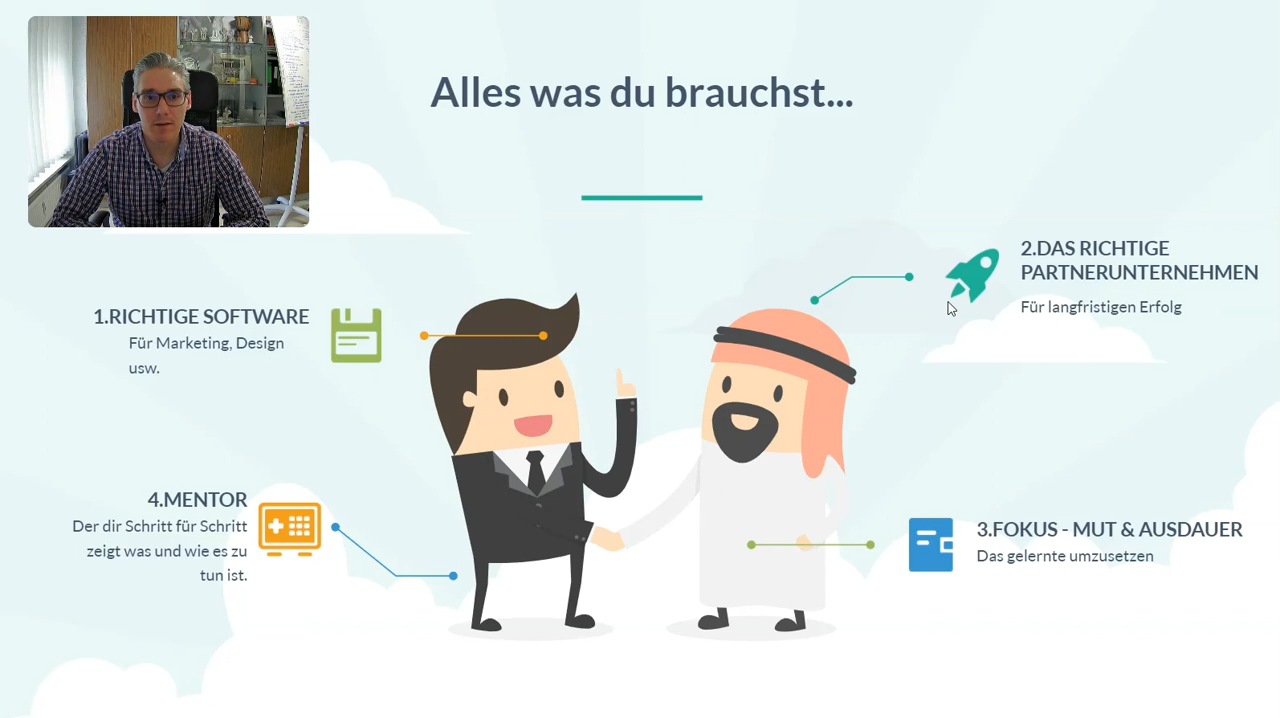 Alles was du brauchst...
1.RICHTIGE SOFTWARE
Für Marketing, Design
usw.
2.DAS RICHTIGE
PARTNERUNTERNEHMEN
Für langfristigen Erfolg
3.FOKUS - MUT & AUSDAUER
Das gelernte umzusetzen
4.MENTOR
Der dir Schritt für Schritt
zeigt was und wie es zu
tun ist.